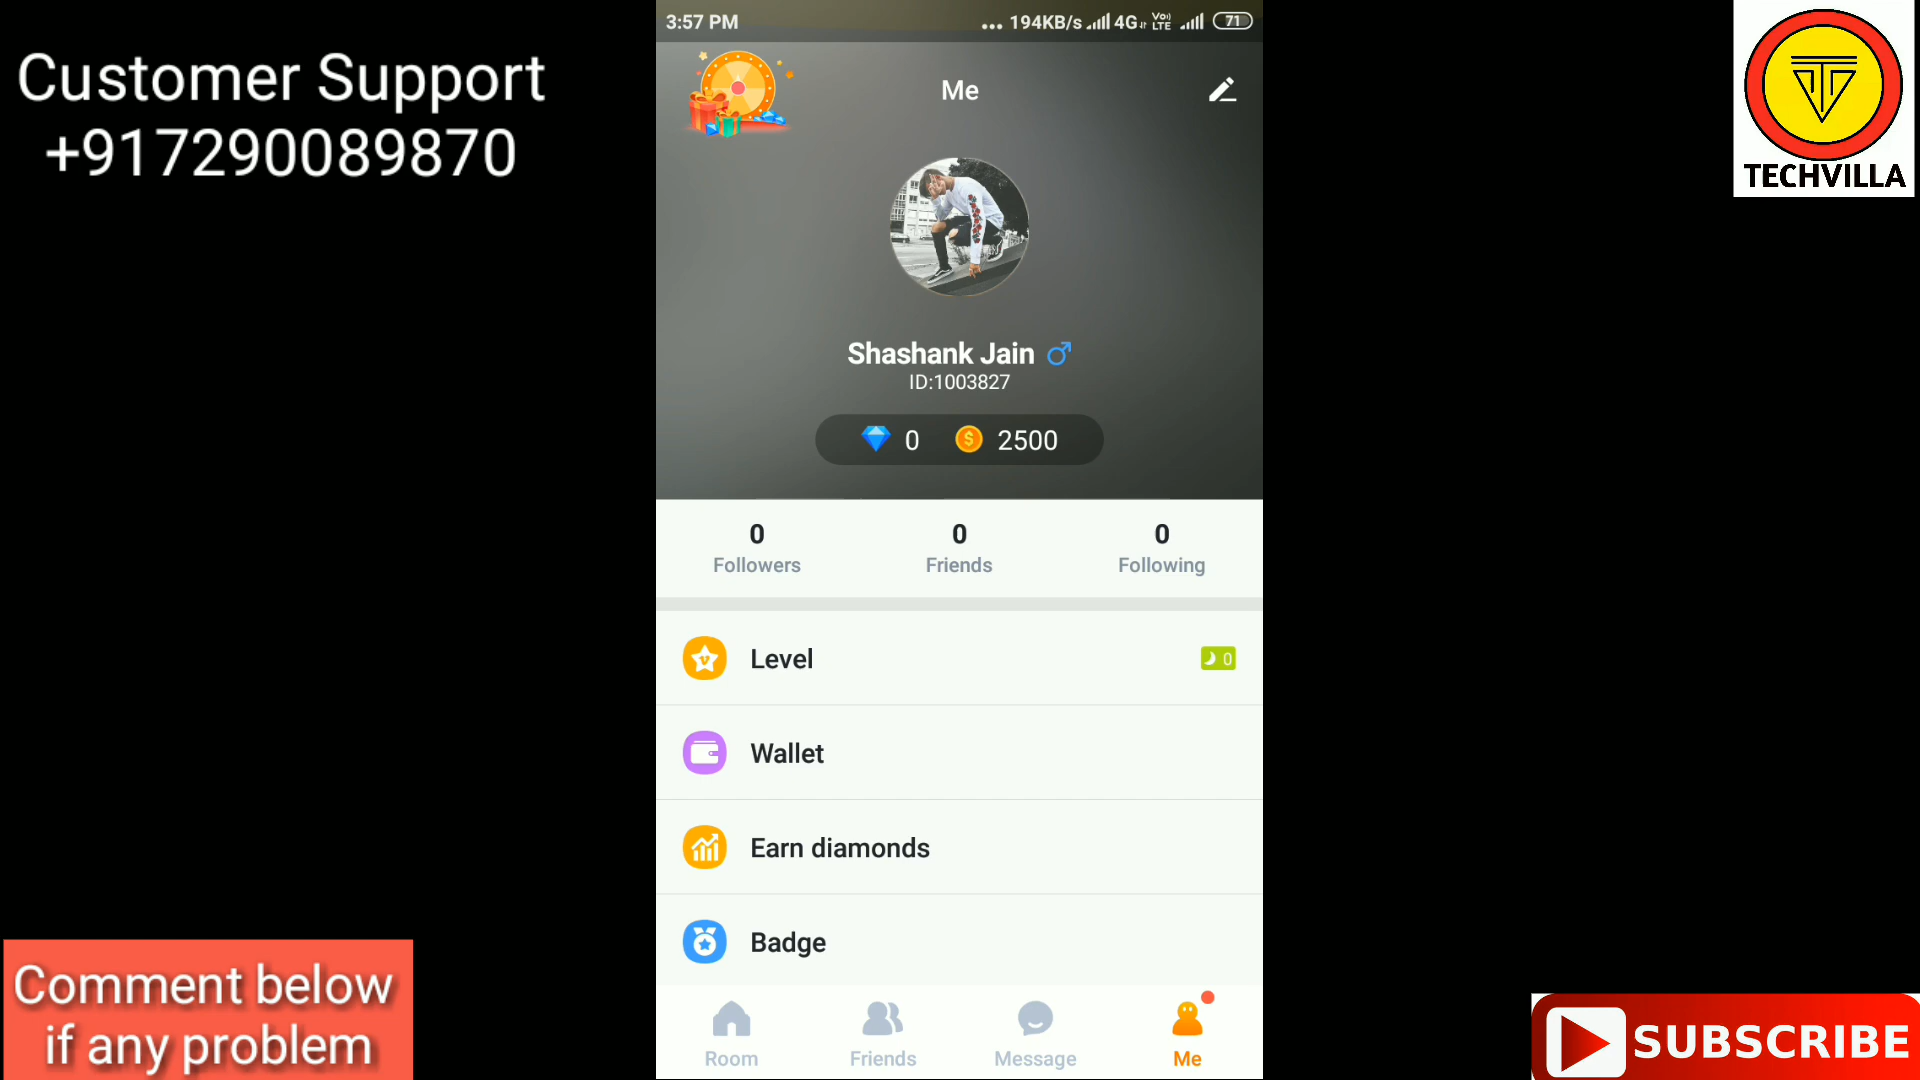 Customer Support
+917290089870
3:57 PM
... 194KB/s 4G Vo) LTE 71
Me
TECHVILLA
Shashank Jain
ID:1003827
0 2500
0 0 0
Followers Friends Following
Level 0
Wallet
Earn diamonds
Badge
Room Friends Message Me
Comment below
if any problem
SUBSCRIBE